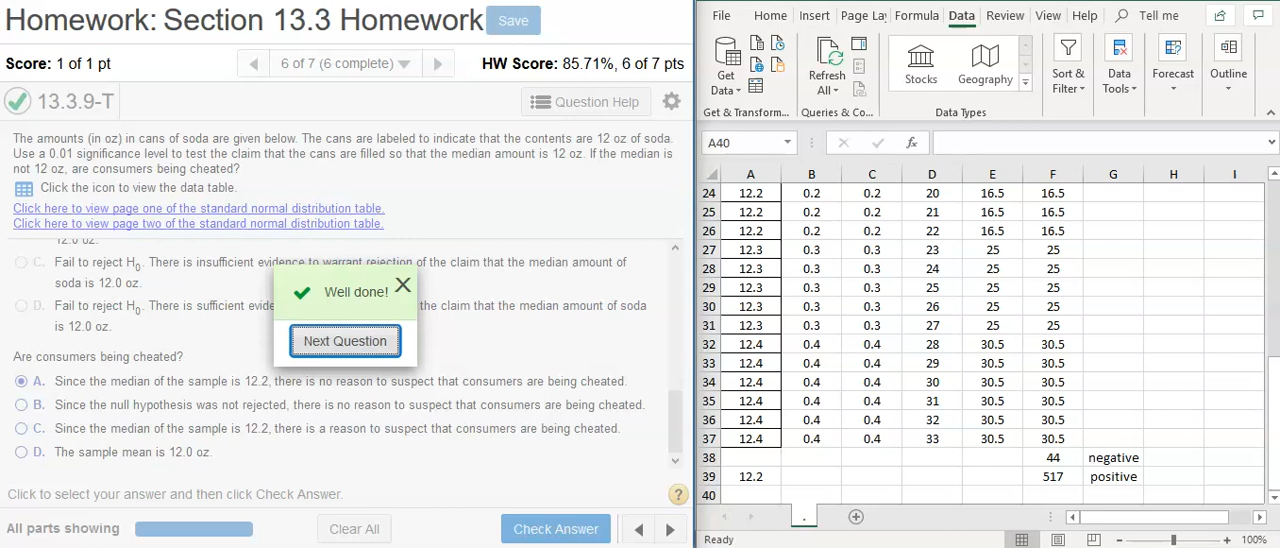 Homework: Section 13.3 Homework
Save
Score: 1 of 1 pt
6 of 7 (6 complete)
HW Score: 85.71%, 6 of 7 pts
13.3.9-T
Question Help
The amounts (in oz) in cans of soda are given below. The cans are labeled to indicate that the contents are 12 oz of soda.
Use a 0.01 significance level to test the claim that the cans are filled so that the median amount is 12 oz. If the median is
not 12 oz, are consumers being cheated?
Click the icon to view the data table.
Click here to view page one of the standard normal distribution table.
Click here to view page two of the standard normal distribution table.
12.0 oz.
C. Fail to reject H0. There is insufficient evidence to warrant rejection of the claim that the median amount of
soda is 12.0 oz.
D. Fail to reject H0. There is sufficient evide the claim that the median amount of soda
is 12.0 oz.
Well done!
Next Question
Are consumers being cheated?
A. Since the median of the sample is 12.2, there is no reason to suspect that consumers are being cheated.
B. Since the null hypothesis was not rejected, there is no reason to suspect that consumers are being cheated.
C. Since the median of the sample is 12.2, there is a reason to suspect that consumers are being cheated.
D. The sample mean is 12.0 oz.
Click to select your answer and then click Check Answer.
?
All parts showing
Clear All
Check Answer
File Home Insert Page Lay Formula Data Review View Help Tell me
Get
Data
Refresh
All
Stocks
Geography
Sort &
Filter
Data
Tools
Forecast
Outline
Get & Transform...
Queries & Co...
Data Types
A40
fx
A B C D E F G H I
24 12.2 0.2 0.2 20 16.5 16.5
25 12.2 0.2 0.2 21 16.5 16.5
26 12.2 0.2 0.2 22 16.5 16.5
27 12.3 0.3 0.3 23 25 25
28 12.3 0.3 0.3 24 25 25
29 12.3 0.3 0.3 25 25 25
30 12.3 0.3 0.3 26 25 25
31 12.3 0.3 0.3 27 25 25
32 12.4 0.4 0.4 28 30.5 30.5
33 12.4 0.4 0.4 29 30.5 30.5
34 12.4 0.4 0.4 30 30.5 30.5
35 12.4 0.4 0.4 31 30.5 30.5
36 12.4 0.4 0.4 32 30.5 30.5
37 12.4 0.4 0.4 33 30.5 30.5
38 44 negative
39 12.2 517 positive
40
.
Ready
100%